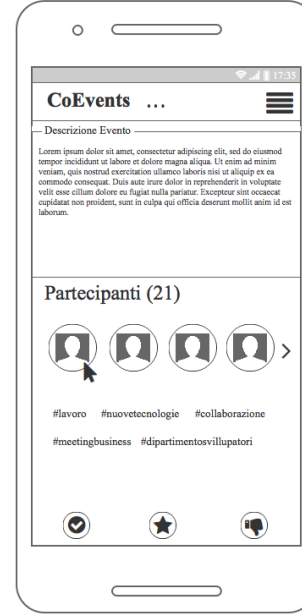 17:35
CoEvents ...
Descrizione Evento
Lorem ipsum dolor sit amet, consectetur adipiscing elit, sed do eiusmod
tempor incididunt ut labore et dolore magna aliqua. Ut enim ad minim
veniam, quis nostrud exercitation ullamco laboris nisi ut aliquip ex ea
commodo consequat. Duis aute irure dolor in reprehenderit in voluptate
velit esse cillum dolore eu fugiat nulla pariatur. Excepteur sint occaecat
cupidatat non proident, sunt in culpa qui officia deserunt mollit anim id est
laborum.
Partecipanti (21)
#lavoro #nuovetecnologie #collaborazione
#meetingbusiness #dipartimentosvillupatori